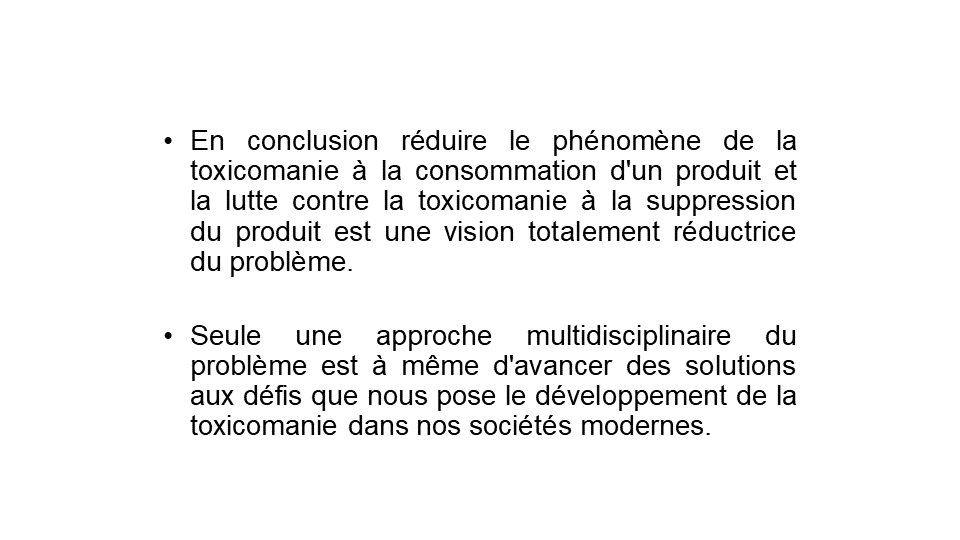 • En conclusion réduire le phénomène de la
toxicomanie à la consommation d'un produit et
la lutte contre la toxicomanie à la suppression
du produit est une vision totalement réductrice
du problème.
• Seule une approche multidisciplinaire du
problème est à même d'avancer des solutions
aux défis que nous pose le développement de la
toxicomanie dans nos sociétés modernes.